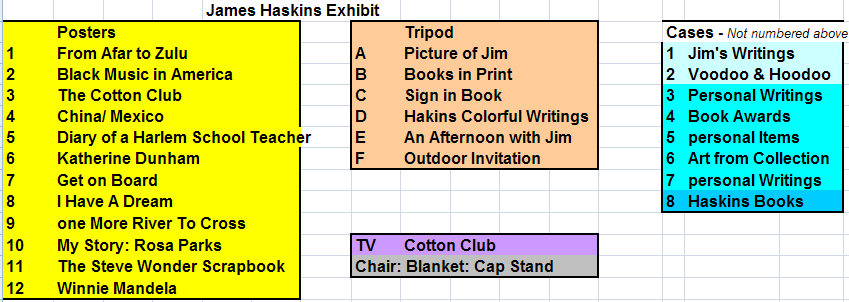 James Haskins Exhibit
Posters
1 From Afar to Zulu
2 Black Music in America
3 The Cotton Club
4 China/ Mexico
5 Diary of a Harlem School Teacher
6 Katherine Dunham
7 Get on Board
8 I Have A Dream
9 one More River To Cross
10 My Story: Rosa Parks
11 The Steve Wonder Scrapbook
12 Winnie Mandela
Tripod
A Picture of Jim
B Books in Print
C Sign in Book
D Hakins Colorful Writings
E An Afternoon with Jim
F Outdoor Invitation
TV Cotton Club
Chair: Blanket: Cap Stand
Cases - Not numbered above
1 Jim's Writings
2 Voodoo & Hoodoo
3 Personal Writings
4 Book Awards
5 personal Items
6 Art from Collection
7 personal Writings
8 Haskins Books